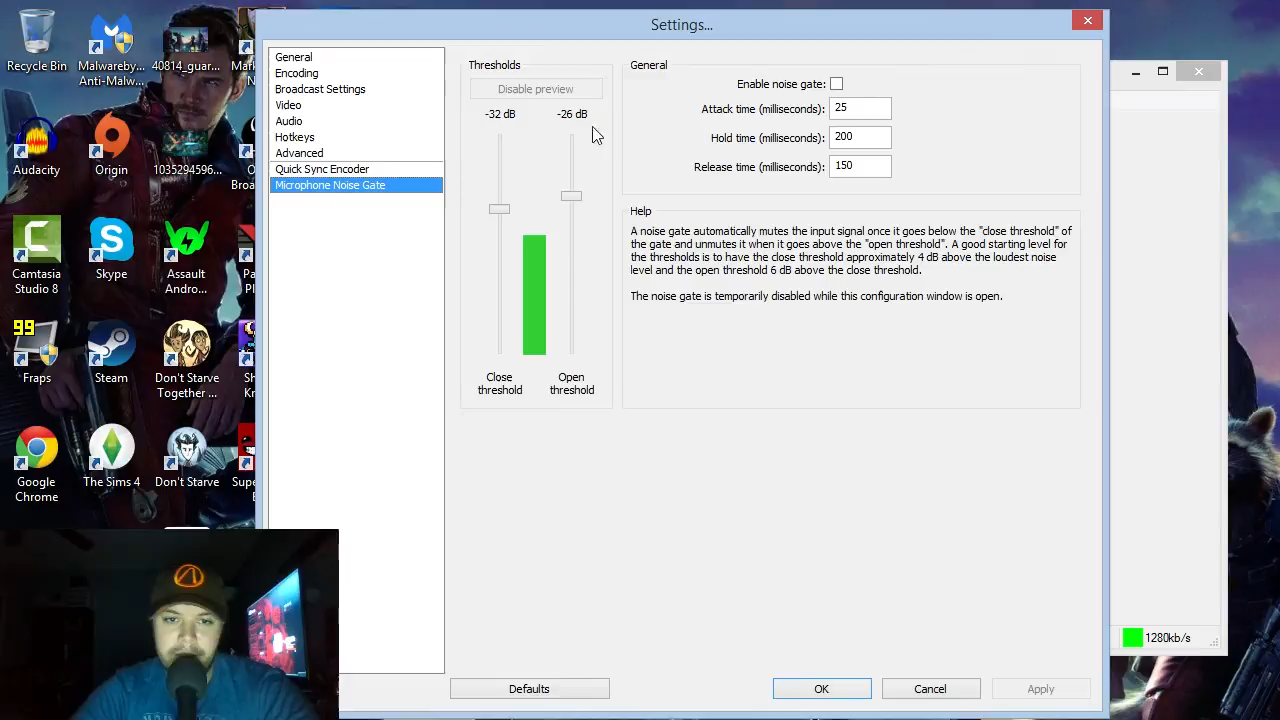 Settings...
Recycle Bin
Malwareby...
Anti-Malw...
40814_guar...
Audacity
Origin
1035294596...
Camtasia
Studio 8
Skype
Assault
Andro...
99
Fraps
Steam
Don't Starve
Together ...
Google
Chrome
The Sims 4
Don't Starve
General
Encoding
Broadcast Settings
Video
Audio
Hotkeys
Advanced
Quick Sync Encoder
Microphone Noise Gate
Thresholds
Disable preview
-32 dB
-26 dB
Close
threshold
Open
threshold
General
Enable noise gate:
Attack time (milliseconds): 25
Hold time (milliseconds): 200
Release time (milliseconds): 150
Help
A noise gate automatically mutes the input signal once it goes below the "close threshold" of
the gate and unmutes it when it goes above the "open threshold". A good starting level for
the thresholds is to have the close threshold approximately 4 dB above the loudest noise
level and the open threshold 6 dB above the close threshold.
The noise gate is temporarily disabled while this configuration window is open.
1280kb/s
Defaults
OK
Cancel
Apply